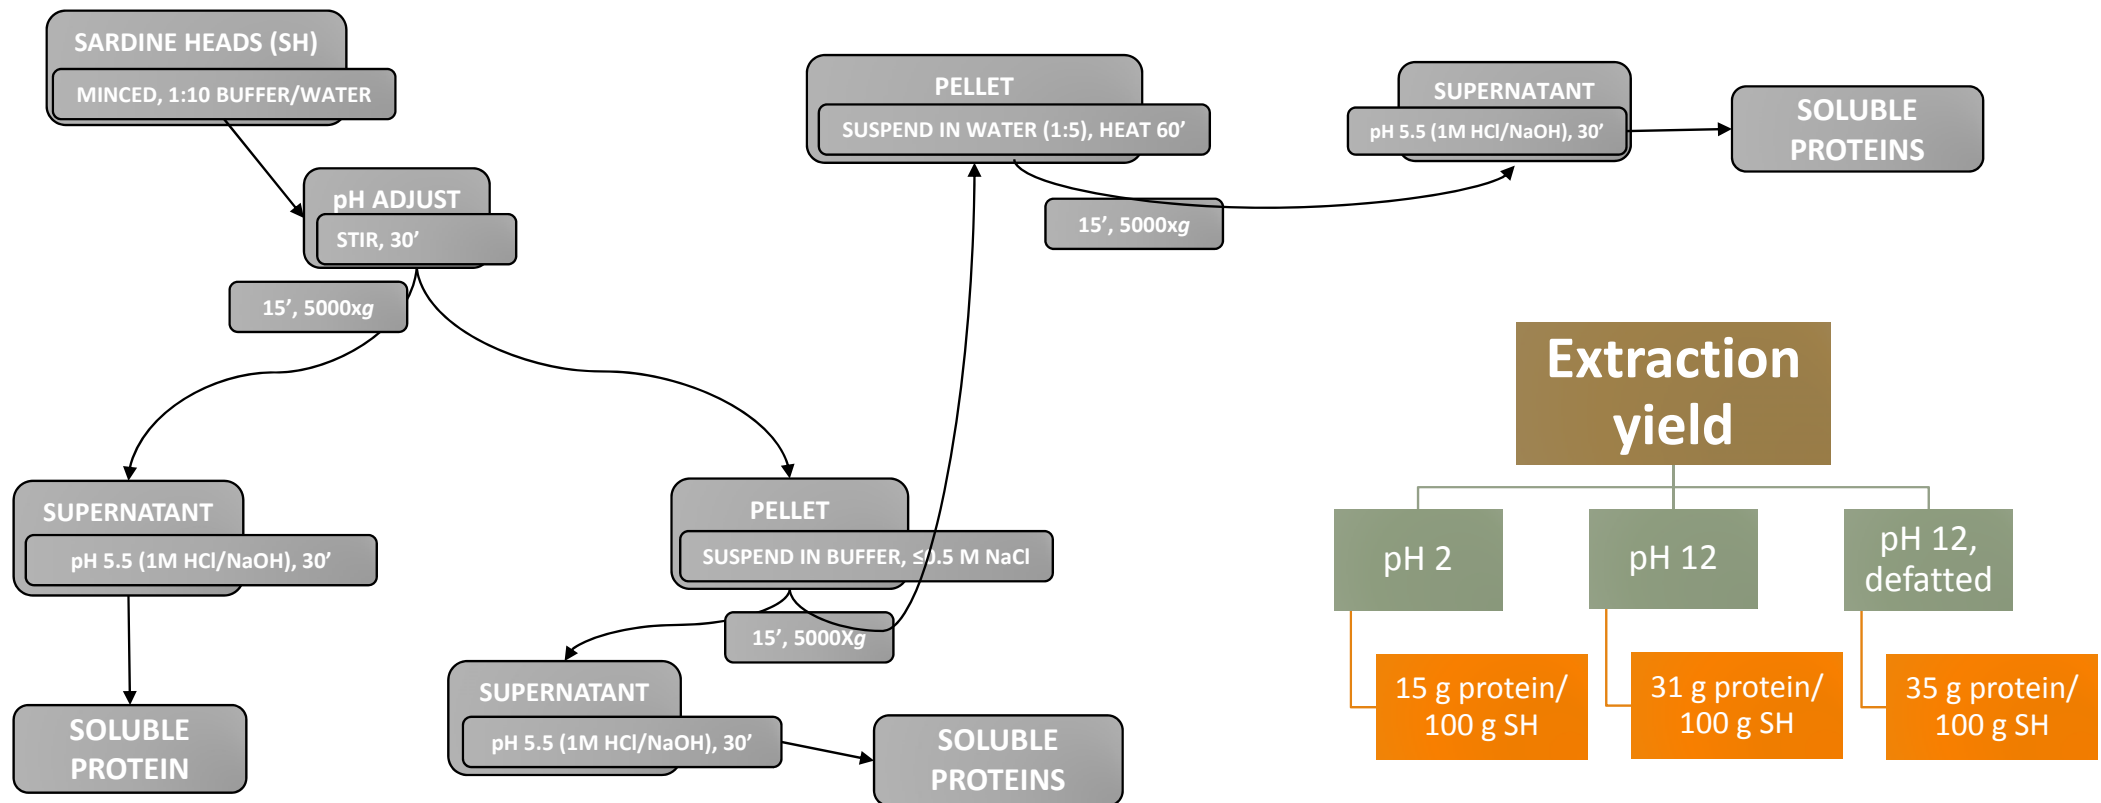 SARDINE HEADS (SH)
MINCED, 1:10 BUFFER/WATER
pH ADJUST
STIR, 30’
15’, 5000xg
SUPERNATANT
pH 5.5 (1M HCl/NaOH), 30’
SOLUBLE
PROTEIN
PELLET
SUSPEND IN BUFFER, ≤0.5 M NaCl
15’, 5000Xg
SUPERNATANT
pH 5.5 (1M HCl/NaOH), 30’
SOLUBLE
PROTEINS
PELLET
SUSPEND IN WATER (1:5), HEAT 60’
15’, 5000xg
SUPERNATANT
pH 5.5 (1M HCl/NaOH), 30’
SOLUBLE
PROTEINS
Extraction
yield
pH 2
15 g protein/
100 g SH
pH 12
31 g protein/
100 g SH
pH 12,
defatted
35 g protein/
100 g SH